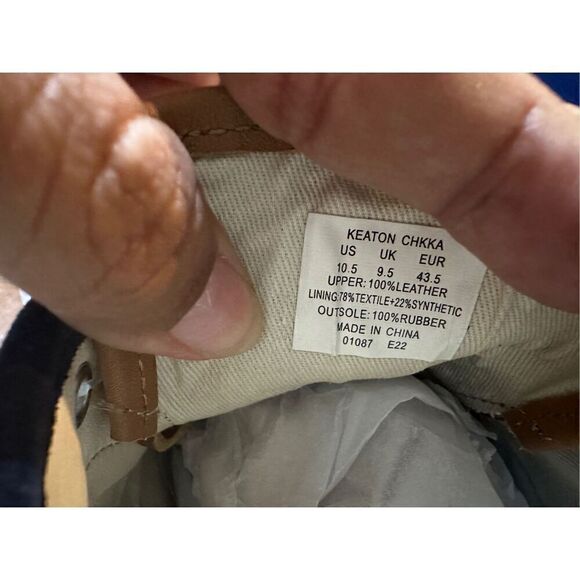 KEATON CHKKA
US UK EUR
10.5 9.5 43.5
UPPER:100%LEATHER
LINING:78%TEXTILE+22%SYNTHETIC
OUTSOLE:100%RUBBER
MADE IN CHINA
01087 E22